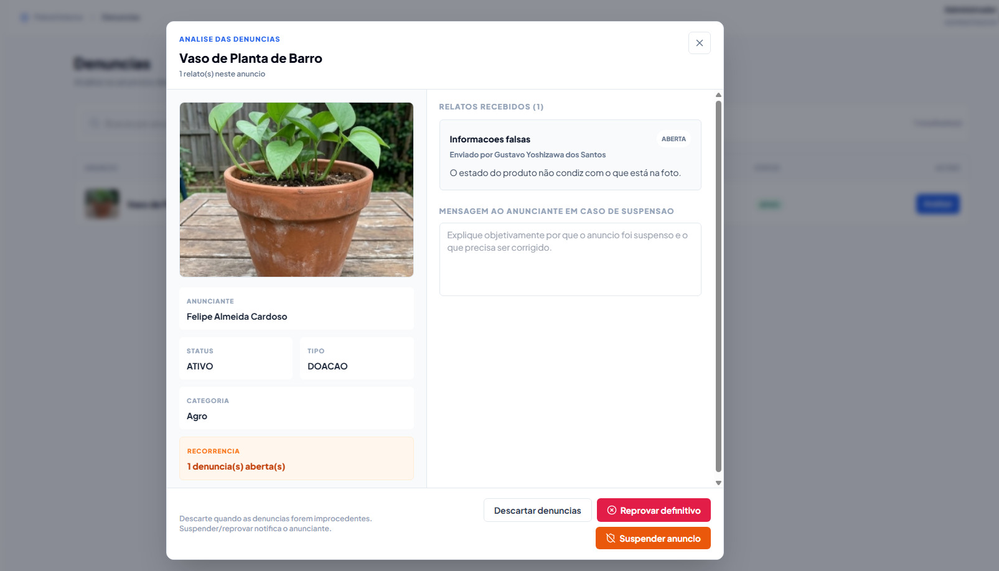 Denuncias
Administrador
Denuncias
ANALISE DAS DENUNCIAS
Vaso de Planta de Barro
1 relato(s) neste anuncio
ANUNCIANTE
Felipe Almeida Cardoso
STATUS
ATIVO
TIPO
DOACAO
CATEGORIA
Agro
RECORRENCIA
1 denuncia(s) aberta(s)
RELATOS RECEBIDOS (1)
Informacoes falsas
ABERTA
Enviado por Gustavo Yoshizawa dos Santos
O estado do produto não condiz com o que está na foto.
MENSAGEM AO ANUNCIANTE EM CASO DE SUSPENSAO
Explique objetivamente por que o anuncio foi suspenso e o
que precisa ser corrigido.
Descarte quando as denuncias forem improcedentes.
Suspender/reprovar notifica o anunciante.
Descartar denuncias
Reprovar definitivo
Suspender anuncio